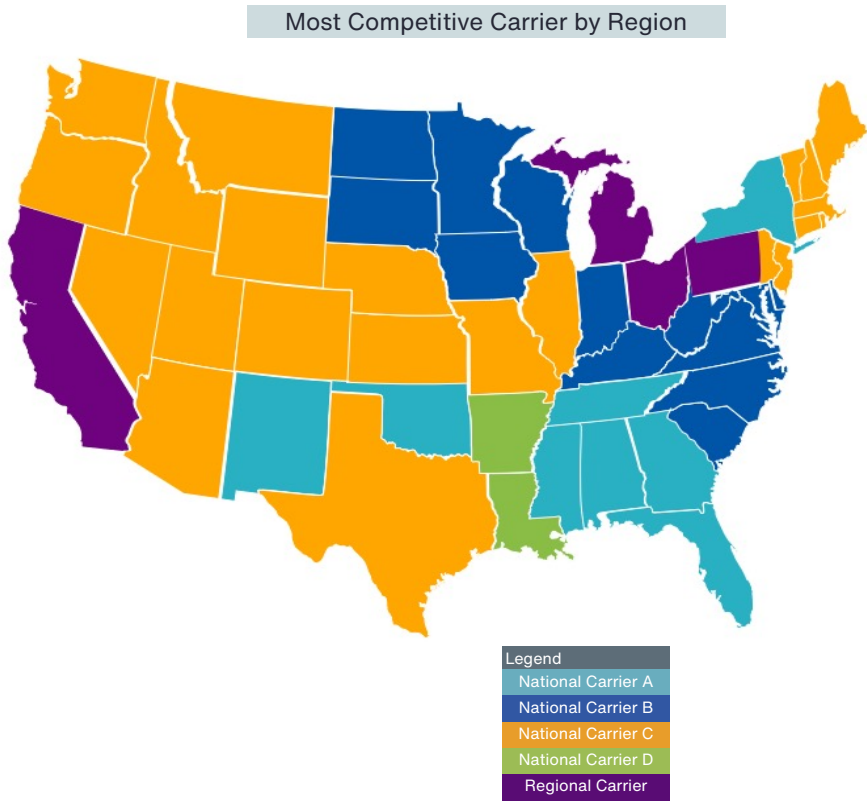 Most Competitive Carrier by Region
Legend
National Carrier A
National Carrier B
National Carrier C
National Carrier D
Regional Carrier